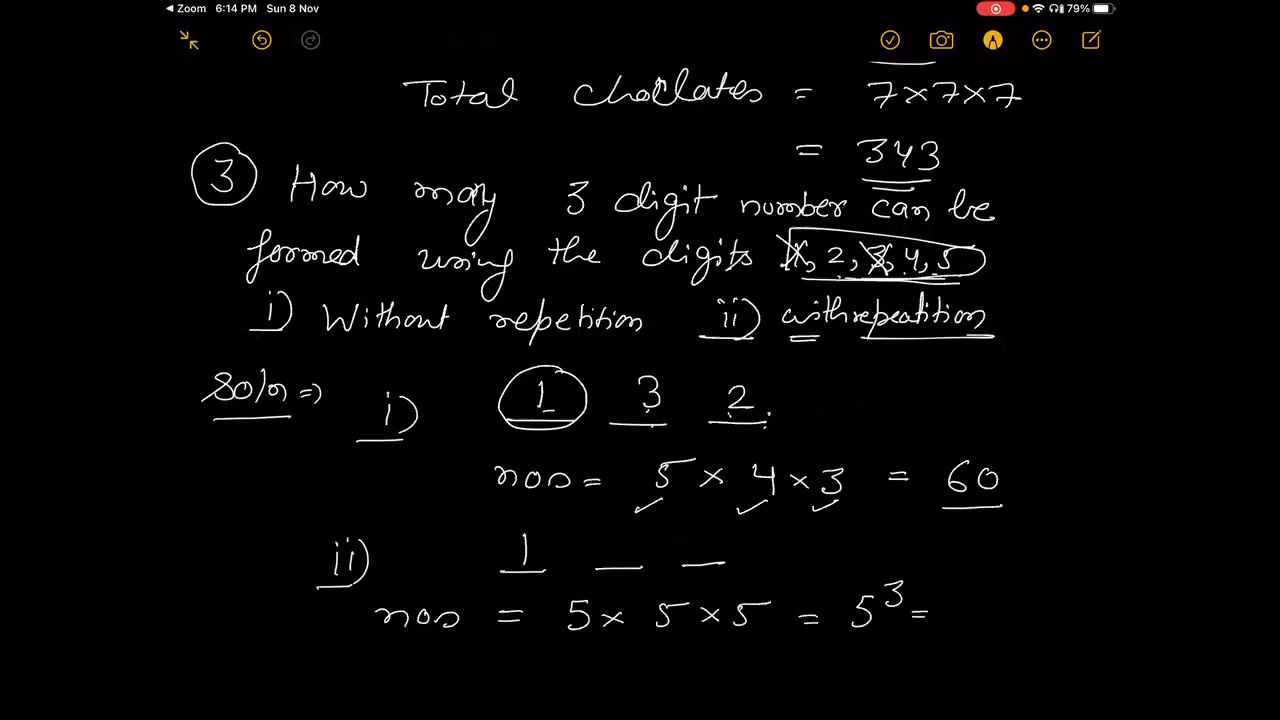 Zoom 6:14 PM Sun 8 Nov 79%
Total choclates = 7×7×7
= 343
3 How many 3 digit number can be
formed using the digits 1, 2, 3, 4, 5
i) Without repetition ii) with repeatition
Soln => i) 1 3 2
nos = 5 × 4 × 3 = 60
ii) 1
nos = 5 × 5 × 5 = 5³ =